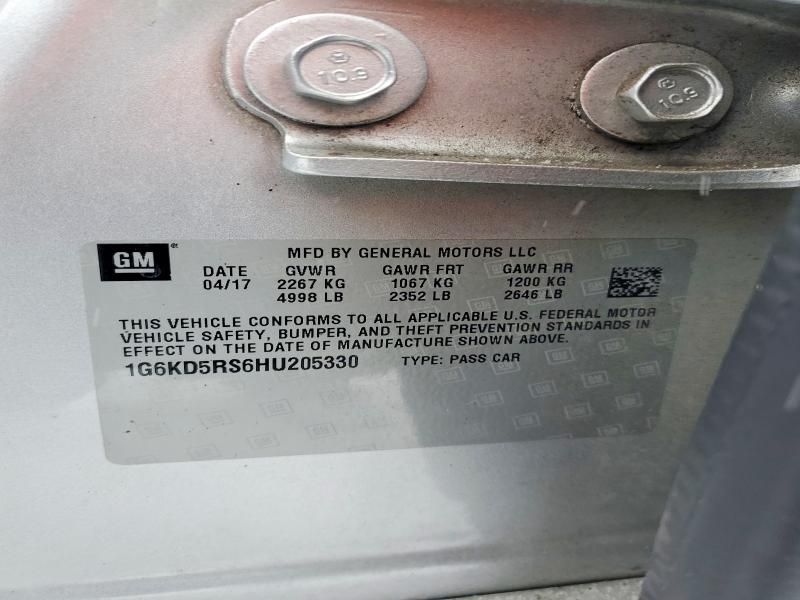 10.9
10.9
GM
MFD BY GENERAL MOTORS LLC
DATE GVWR GAWR FRT GAWR RR
04/17 2267 KG 1067 KG 1200 KG
4998 LB 2352 LB 2646 LB
THIS VEHICLE CONFORMS TO ALL APPLICABLE U.S. FEDERAL MOTOR
VEHICLE SAFETY, BUMPER, AND THEFT PREVENTION STANDARDS IN
EFFECT ON THE DATE OF MANUFACTURE SHOWN ABOVE.
1G6KD5RS6HU205330 TYPE: PASS CAR